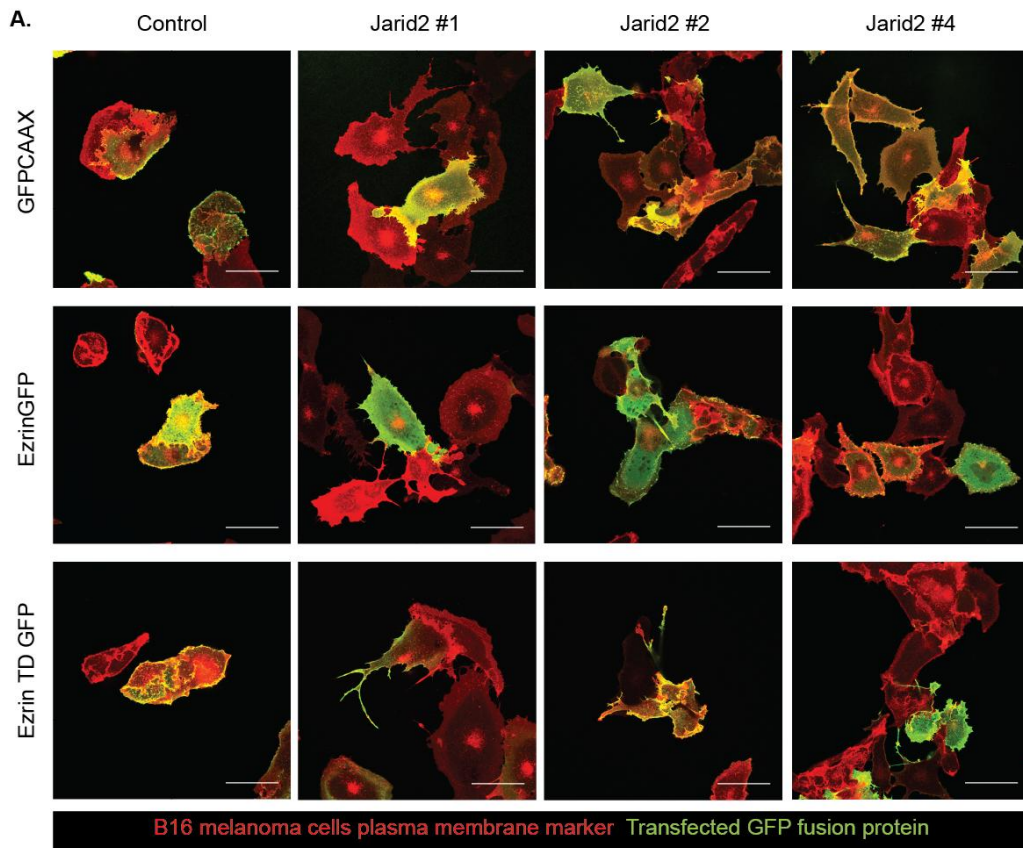 A.
Control
Jarid2 #1
Jarid2 #2
Jarid2 #4
GFPCAAX
EzrinGFP
Ezrin TD GFP
B16 melanoma cells plasma membrane marker Transfected GFP fusion protein